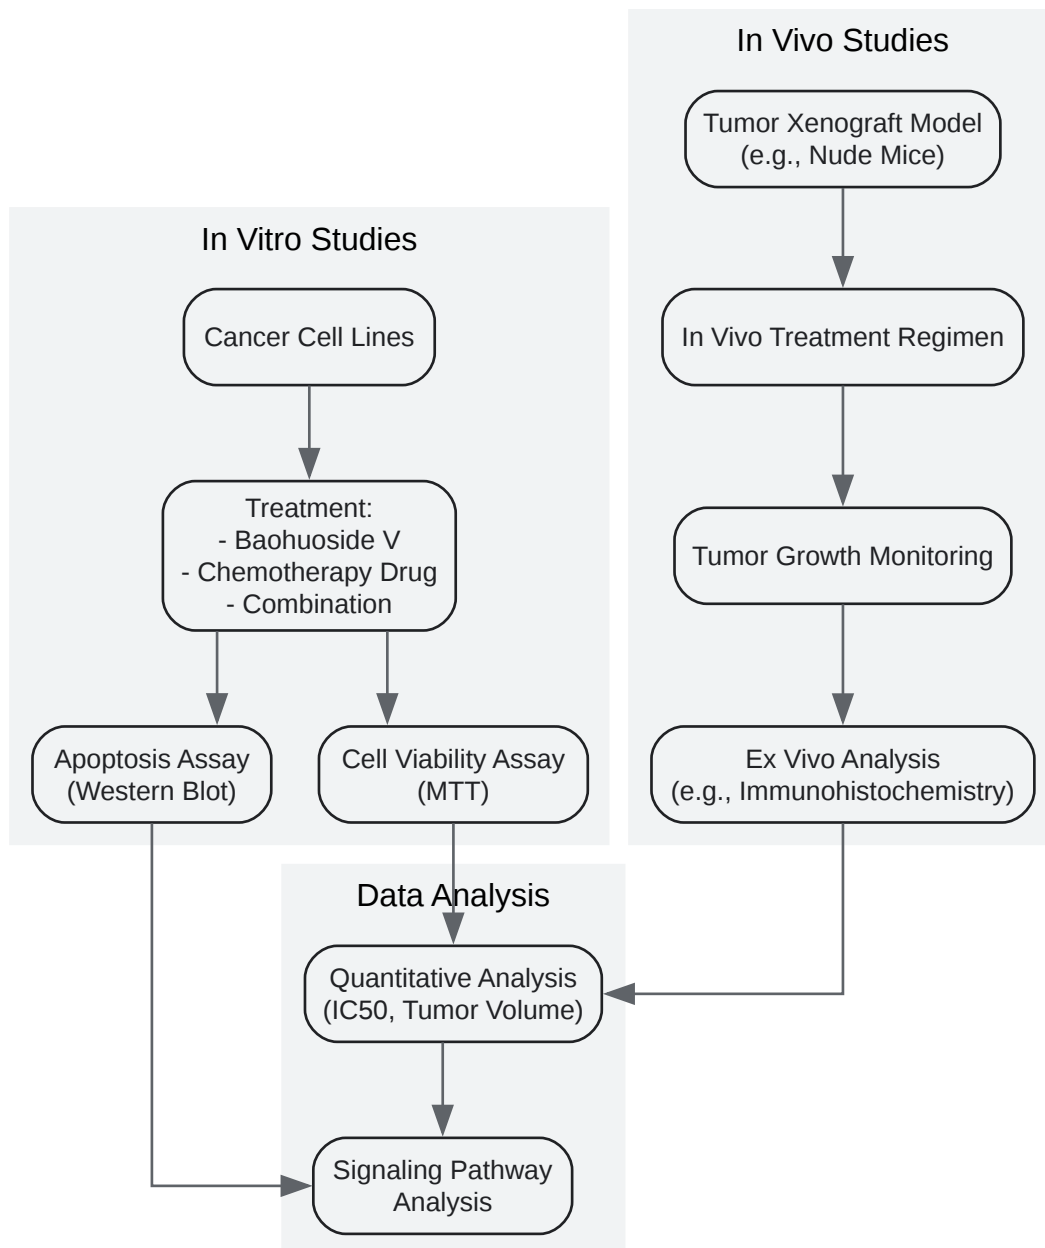 In Vivo Studies
Tumor Xenograft Model
(e.g., Nude Mice)
In Vivo Treatment Regimen
Tumor Growth Monitoring
Ex Vivo Analysis
(e.g., Immunohistochemistry)
In Vitro Studies
Cancer Cell Lines
Treatment:
- Baohuoside V
- Chemotherapy Drug
- Combination
Apoptosis Assay
(Western Blot)
Cell Viability Assay
(MTT)
Data Analysis
Quantitative Analysis
(IC50, Tumor Volume)
Signaling Pathway
Analysis